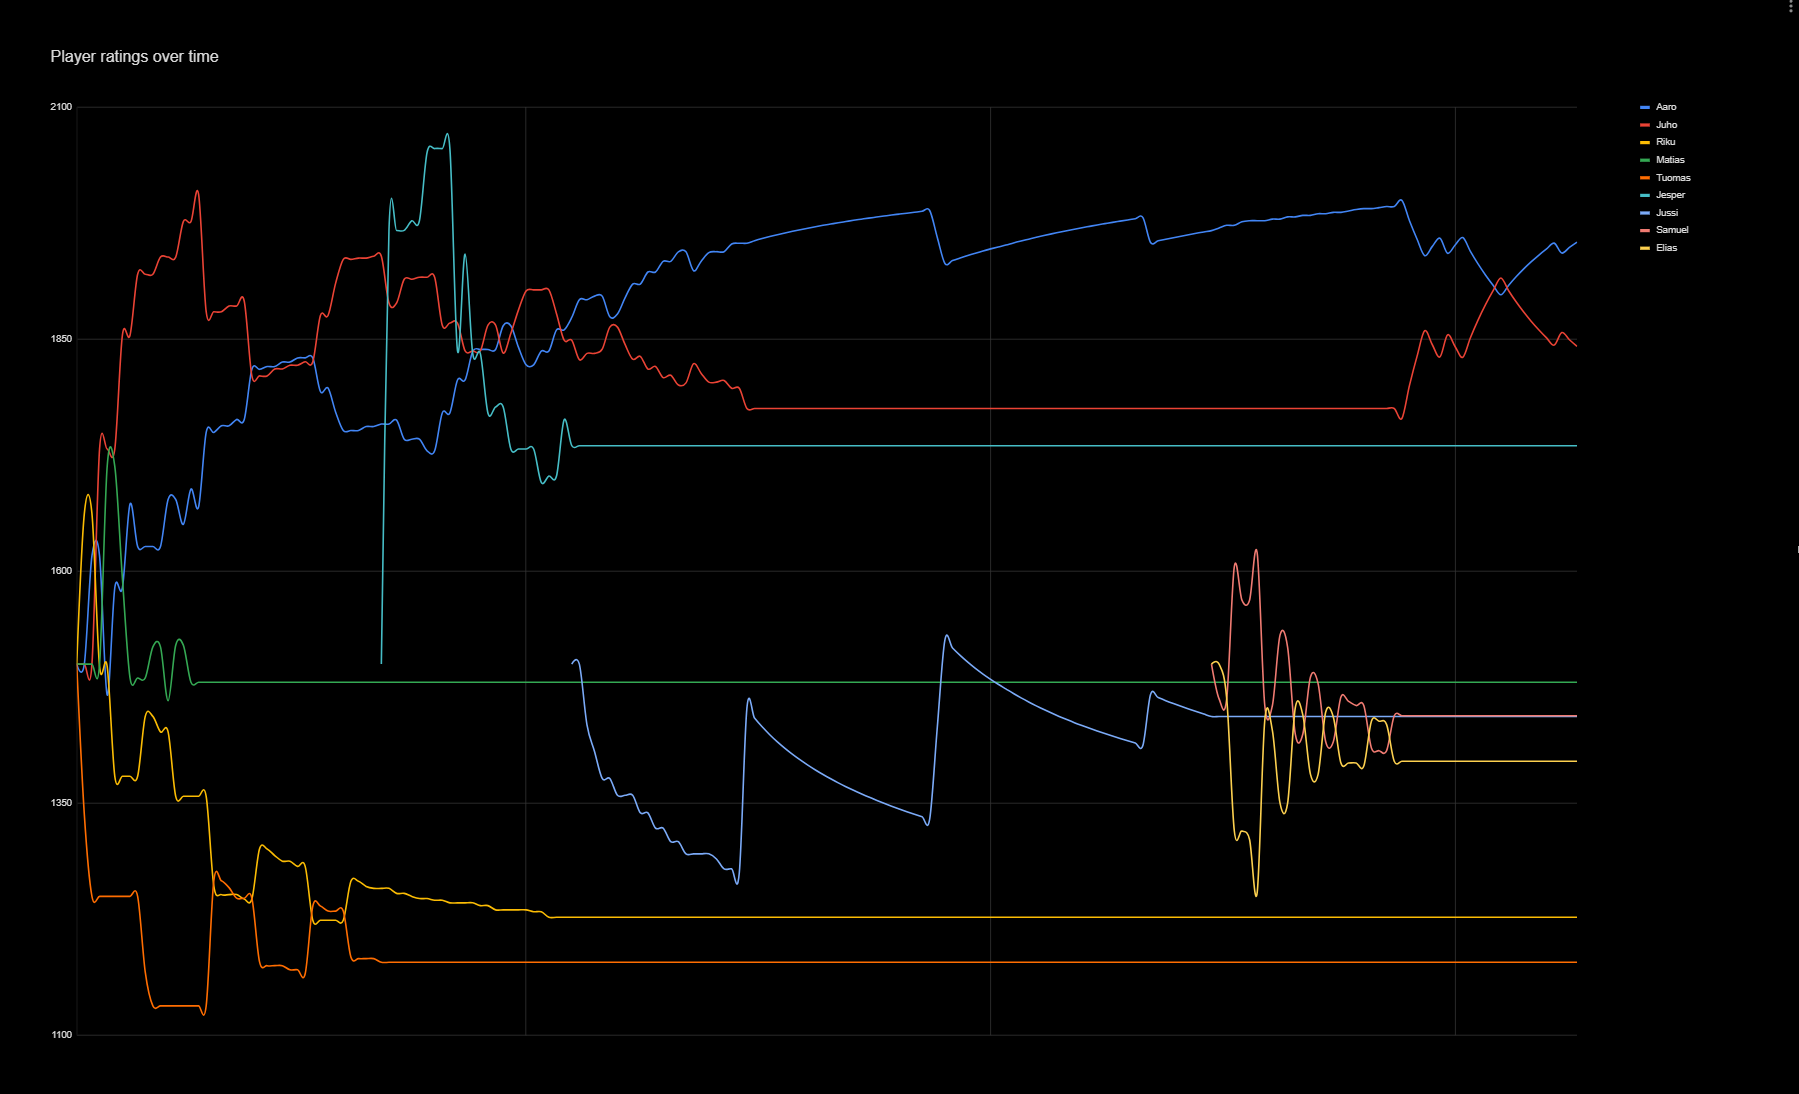 Player ratings over time
2100
1850
1600
1350
1100
Aaro
Juho
Riku
Matias
Tuomas
Jesper
Jussi
Samuel
Elias